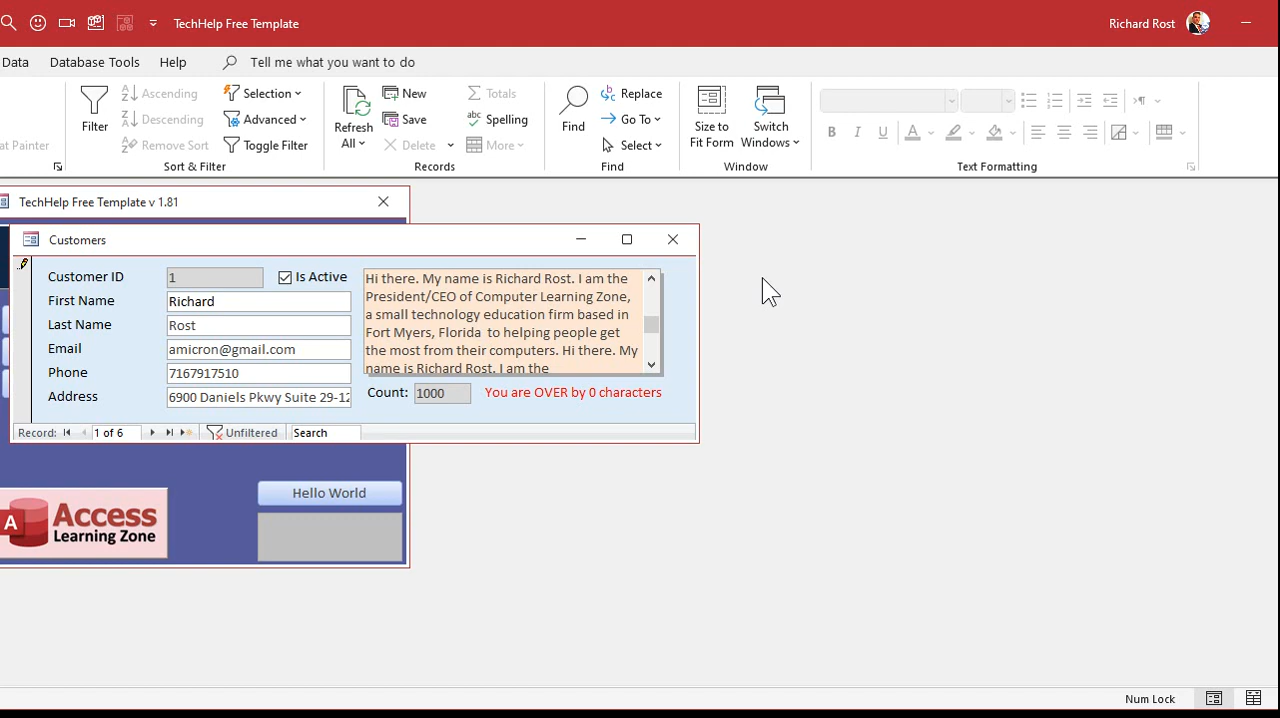 TechHelp Free Template
Richard Rost
Data Database Tools Help Tell me what you want to do
at Painter
Filter
Ascending
Descending
Remove Sort
Selection
Advanced
Toggle Filter
Sort & Filter
Refresh All
New
Save
Delete
Totals
Spelling
More
Records
Find
Replace
Go To
Select
Find
Size to Fit Form
Switch Windows
Window
B I U A
Text Formatting
TechHelp Free Template v 1.81
Customers
Customer ID 1 Is Active
First Name Richard
Last Name Rost
Email amicron@gmail.com
Phone 7167917510
Address 6900 Daniels Pkwy Suite 29-12
Hi there. My name is Richard Rost. I am the
President/CEO of Computer Learning Zone,
a small technology education firm based in
Fort Myers, Florida to helping people get
the most from their computers. Hi there. My
name is Richard Rost. I am the
Count: 1000 You are OVER by 0 characters
Record: 1 of 6 Unfiltered Search
Hello World
A Access
Learning Zone
Num Lock